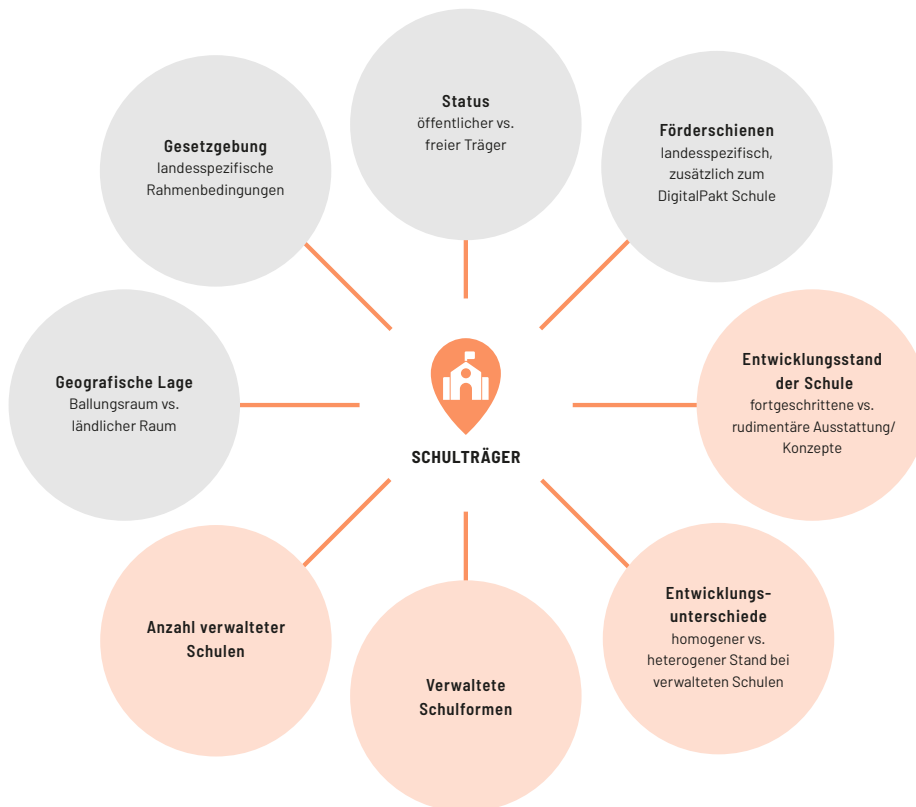 Status
öffentlicher vs.
freier Träger
Gesetzgebung
landesspezifische
Rahmenbedingungen
Förderschienen
landesspezifisch,
zusätzlich zum
DigitalPakt Schule
Geografische Lage
Ballungsraum vs.
ländlicher Raum
Entwicklungsstand
der Schule
fortgeschrittene vs.
rudimentäre Ausstattung/
Konzepte
SCHULTRÄGER
Anzahl verwalteter
Schulen
Verwaltete
Schulformen
Entwicklungs-
unterschiede
homogener vs.
heterogener Stand bei
verwalteten Schulen